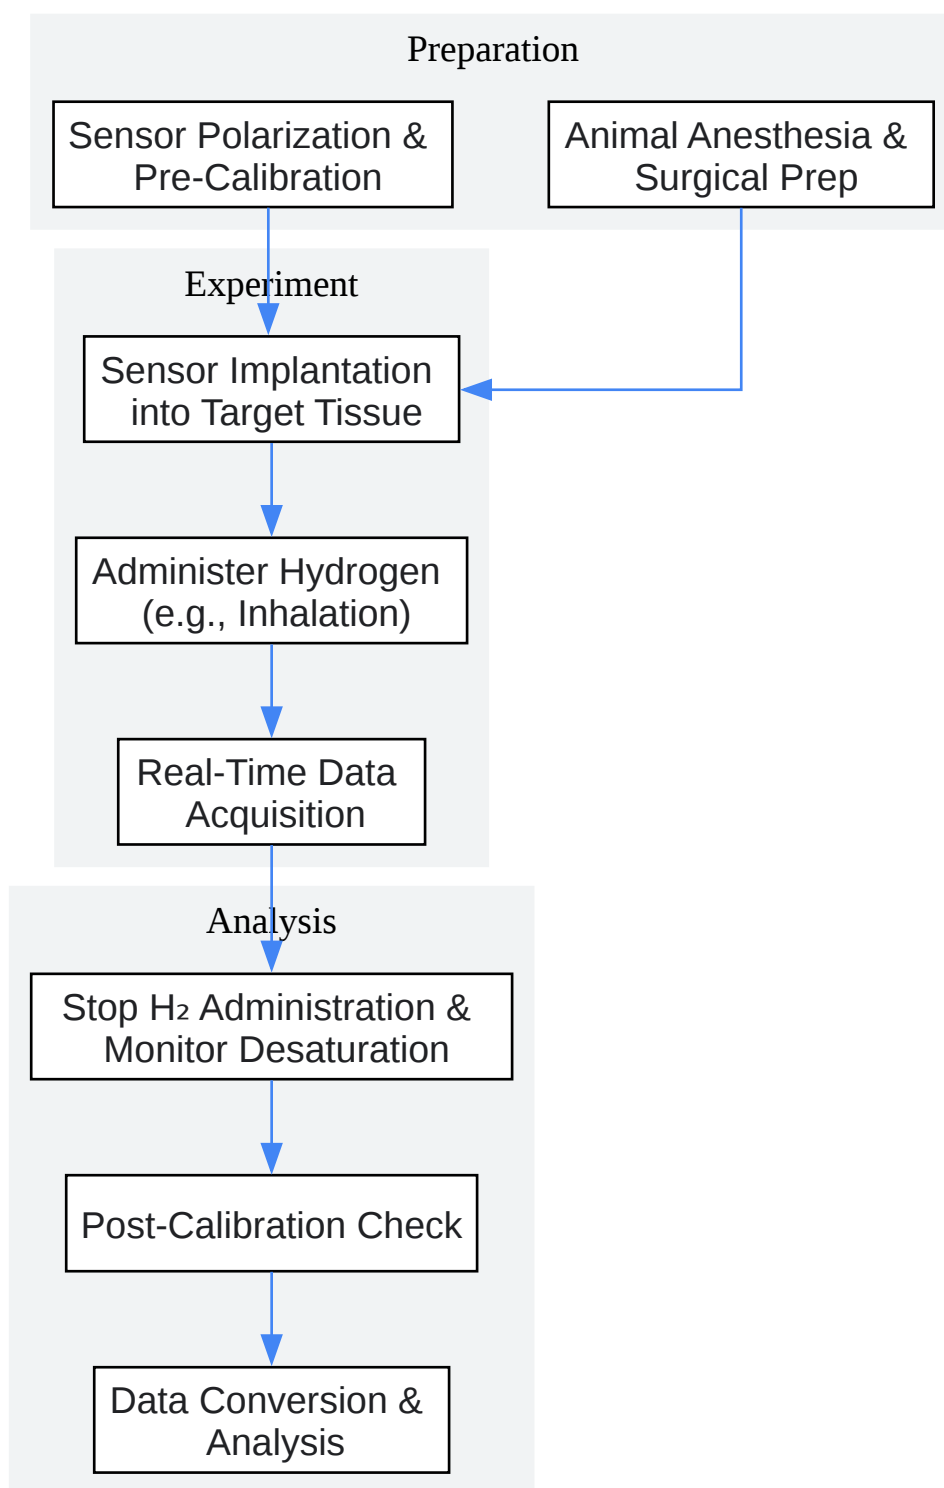 Preparation
Sensor Polarization &
Pre-Calibration
Animal Anesthesia &
Surgical Prep
Experiment
Sensor Implantation
into Target Tissue
Administer Hydrogen
(e.g., Inhalation)
Real-Time Data
Acquisition
Analysis
Stop H₂ Administration &
Monitor Desaturation
Post-Calibration Check
Data Conversion &
Analysis